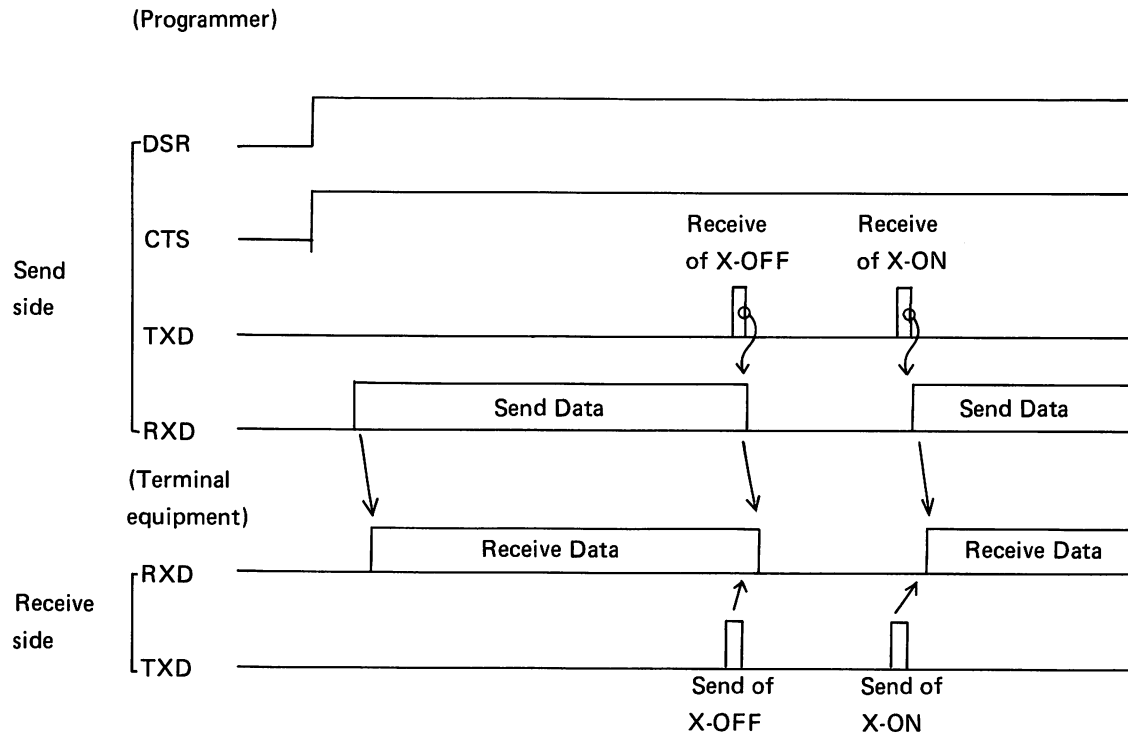 (Programmer)
DSR
CTS
Receive
of X-OFF
Receive
of X-ON
Send
side
TXD
Send Data
Send Data
RXD
(Terminal
equipment)
Receive Data
Receive Data
RXD
Receive
side
TXD
Send of
X-OFF
Send of
X-ON